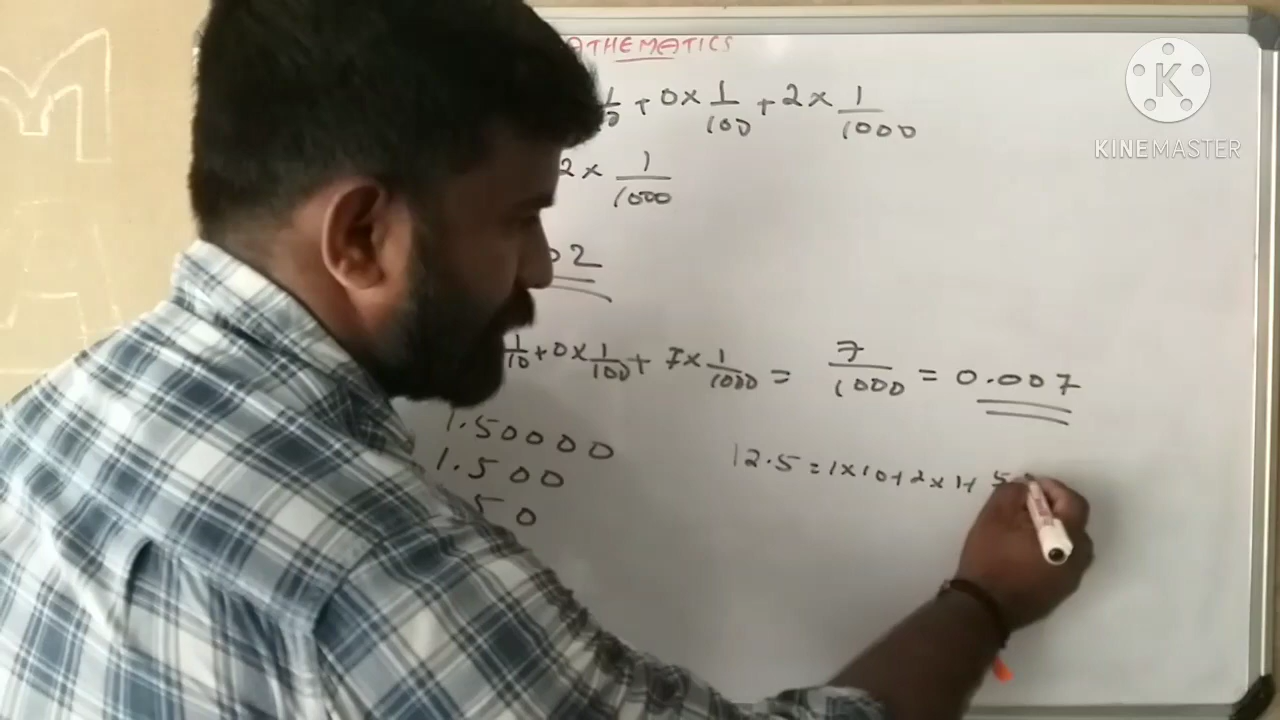 MATHEMATICS
1/10 + 0 × 1/100 + 2 × 1/1000
2 × 1/1000
02
1/10 + 0 × 1/100 + 7 × 1/1000 = 7/1000 = 0.007
1.50000
1.500
50
12.5 = 1 × 10 + 2 × 1 + 5
KINEMASTER